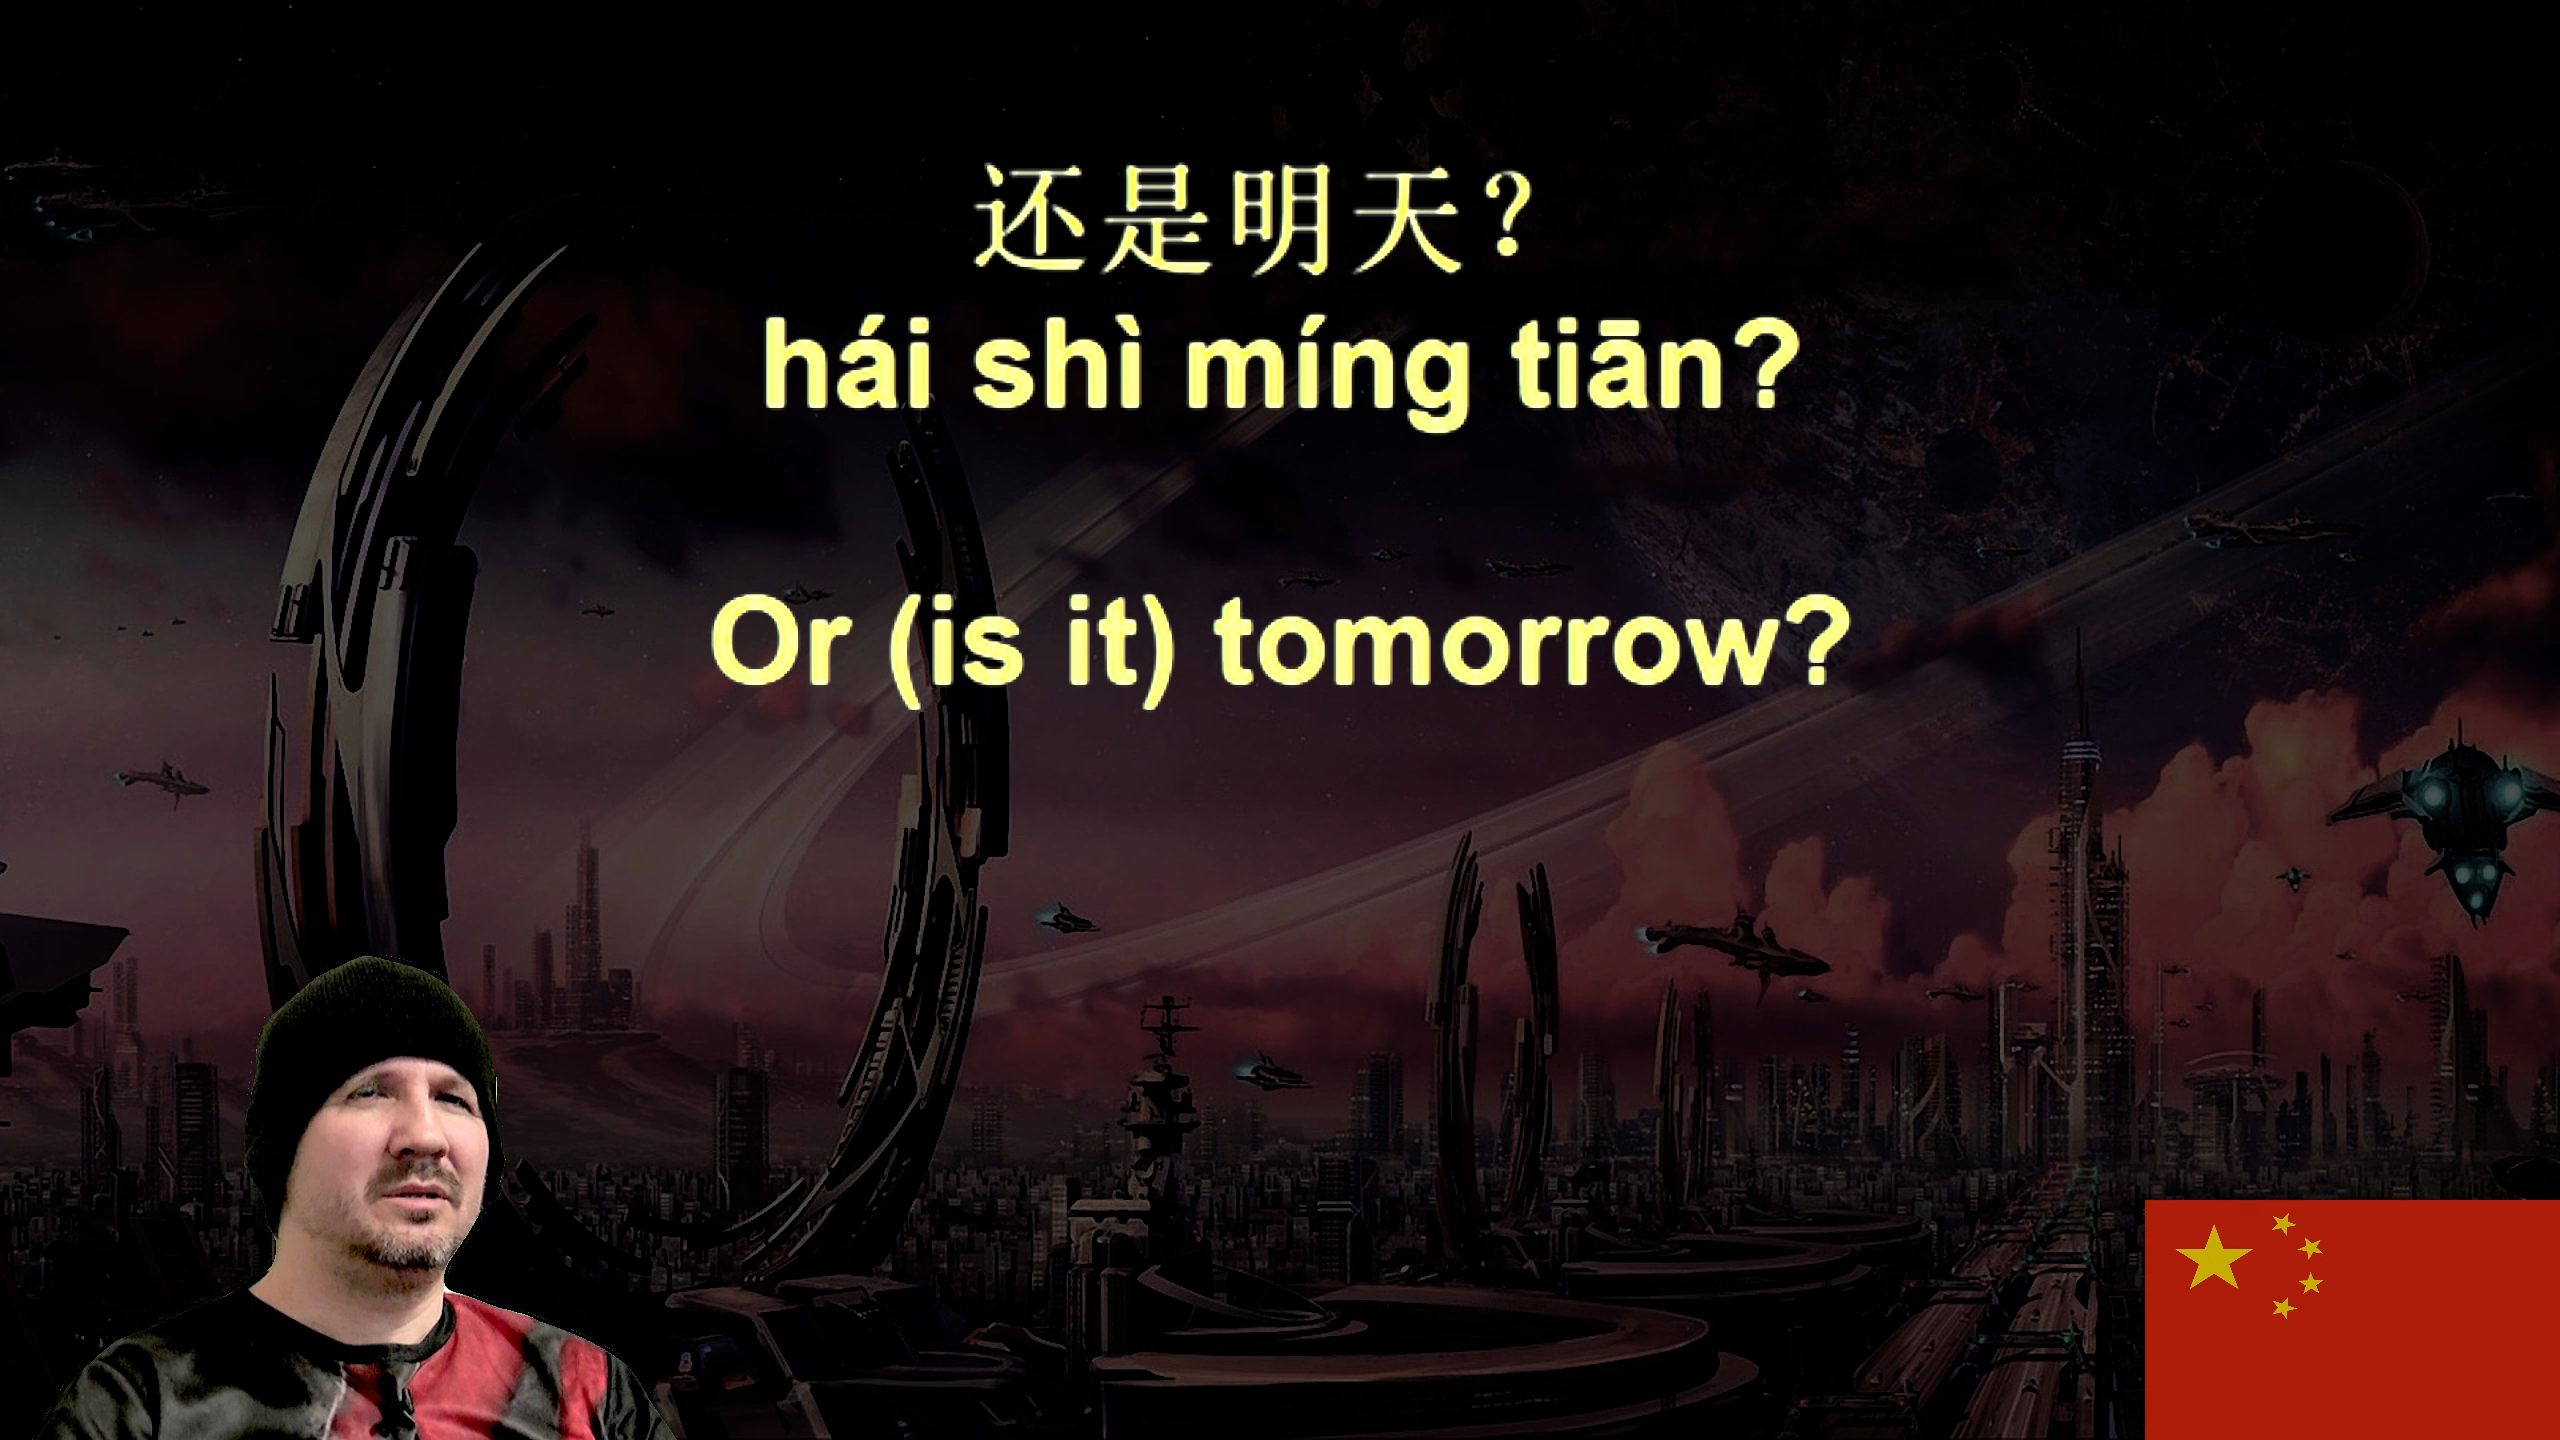 还是明天？
hái shì míng tiān?
Or (is it) tomorrow?